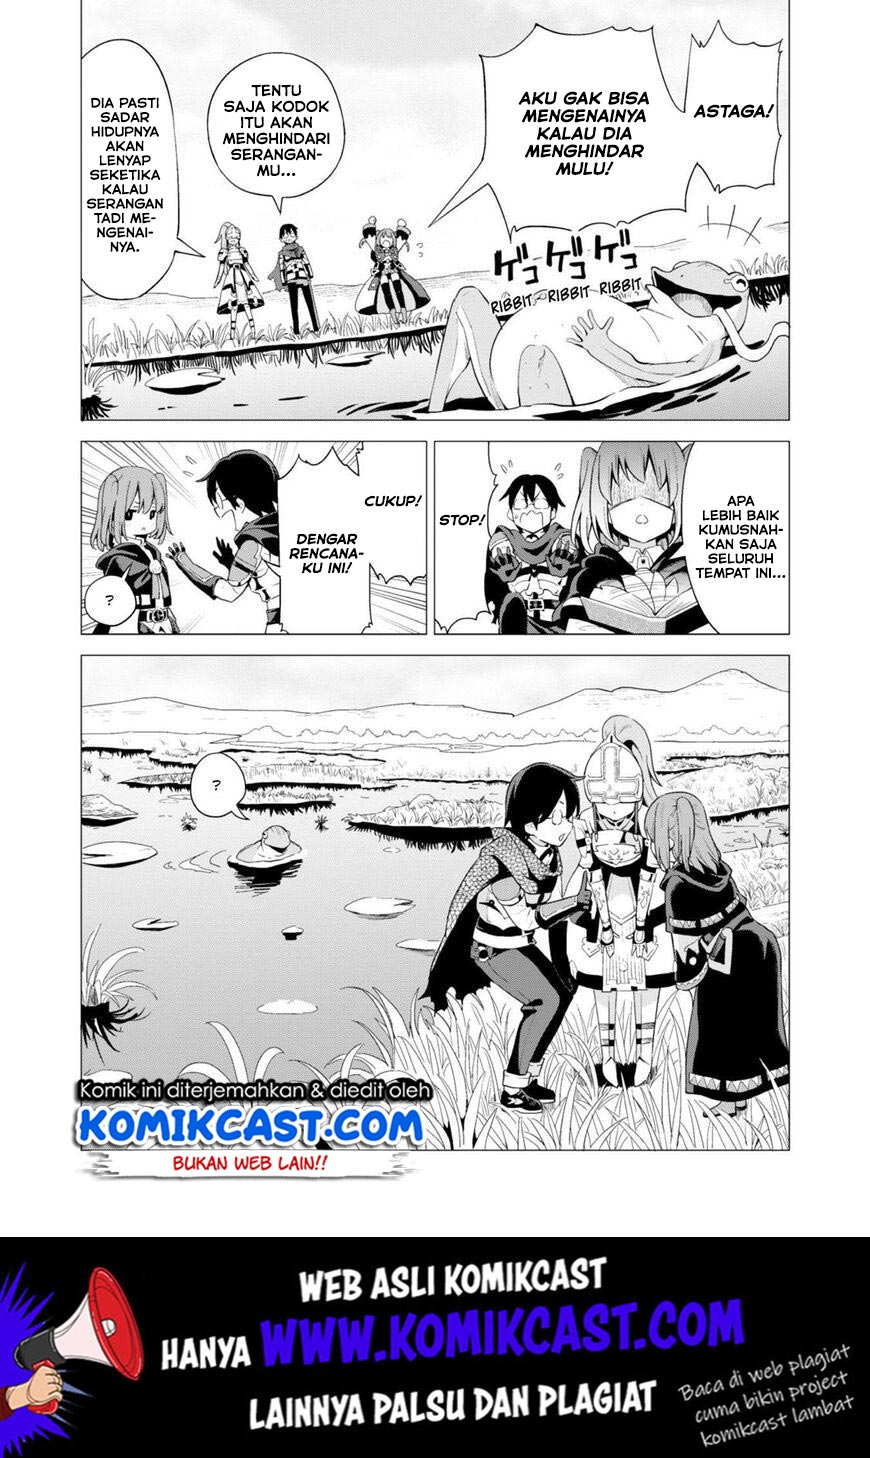 ASTAGA!
AKU GAK BISA
MENGENAINYA
KALAU DIA
MENGHINDAR
MULU!
TENTU
SAJA KODOK
ITU AKAN
MENGHINDARI
SERANGAN-
MU...
DIA PASTI
SADAR
HIDUPNYA
AKAN
LENYAP
SEKETIKA
KALAU
SERANGAN
TADI ME-
NGENAI-
NYA.
ゲコ ゲコ ゲコ
RIBBIT RIBBIT RIBBIT
APA
LEBIH BAIK
KUMUSNAH-
KAN SAJA
SELURUH
TEMPAT INI...
STOP!
CUKUP!
DENGAR
RENCANA-
KU INI!
?
?
Komik ini diterjemahkan & diedit oleh
KOMIKCAST.COM
BUKAN WEB LAIN!!
WEB ASLI KOMIKCAST
HANYA WWW.KOMIKCAST.COM
LAINNYA PALSU DAN PLAGIAT
Baca di web plagiat
cuma bikin project
komikcast lambat